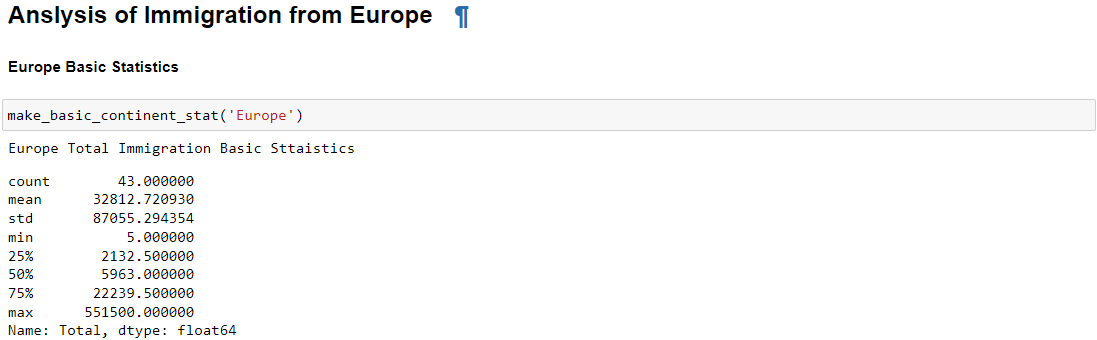 Anslysis of Immigration from Europe ¶
Europe Basic Statistics
make_basic_continent_stat('Europe')
Europe Total Immigration Basic Sttaistics
count 43.000000
mean 32812.720930
std 87055.294354
min 5.000000
25% 2132.500000
50% 5963.000000
75% 22239.500000
max 551500.000000
Name: Total, dtype: float64